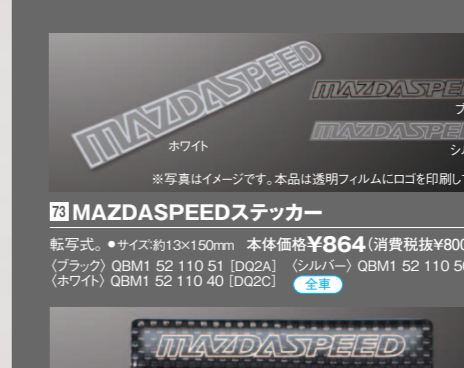 MAZDASPEED
MAZDASPEED
ホワイト
MAZDASPEED
※写真はイメージです。本品は透明フィルムにロゴを印刷し
73 MAZDASPEEDステッカー
転写式。●サイズ:約13×150mm 本体価格¥864(消費税抜¥800
〈ブラック〉QBM1 52 110 51 [DQ2A] 〈シルバー〉QBM1 52 110 50
〈ホワイト〉QBM1 52 110 40 [DQ2C] 全車
MAZDASPEED